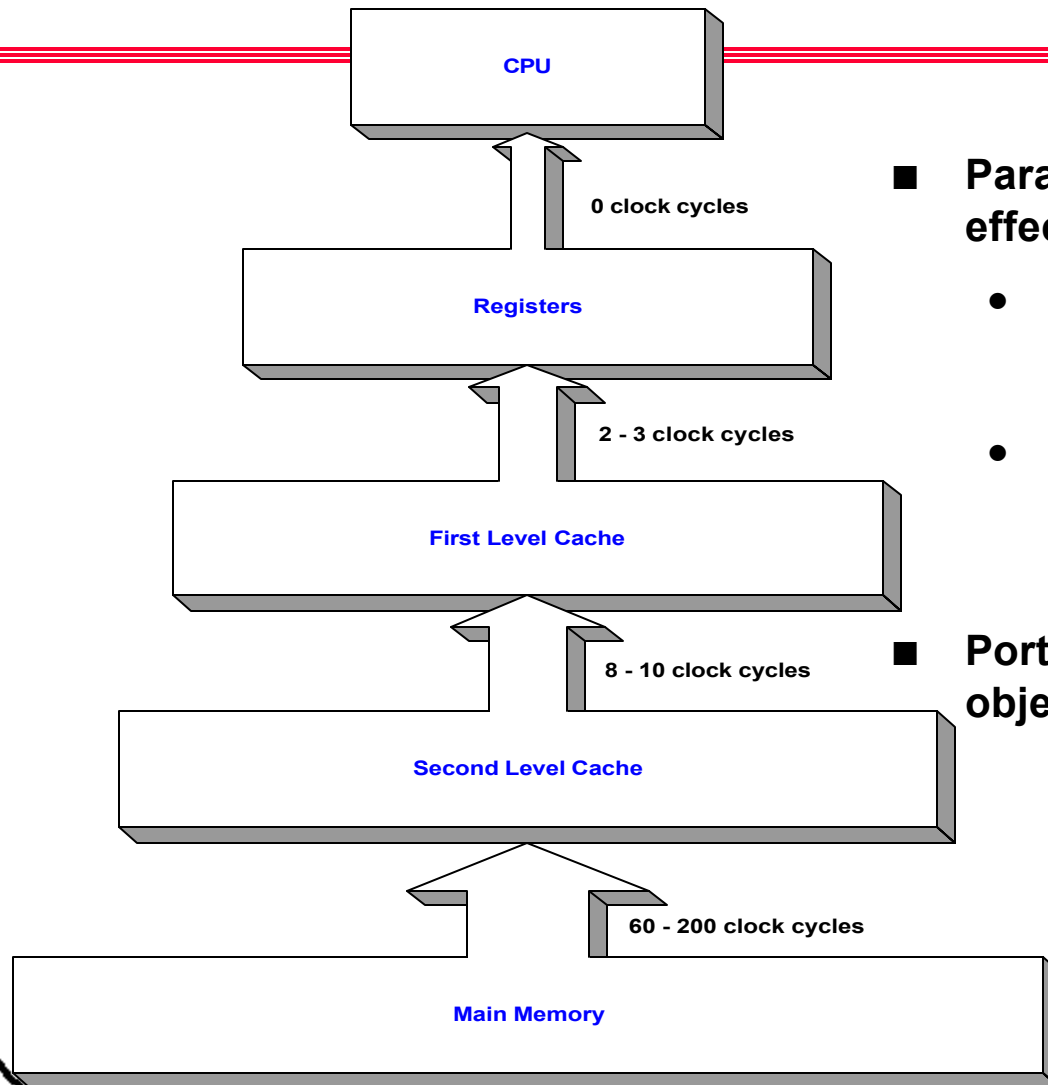 CPU
0 clock cycles
Registers
2 - 3 clock cycles
First Level Cache
8 - 10 clock cycles
Second Level Cache
60 - 200 clock cycles
Main Memory
■ Para
effec
•
•
■ Port
obje